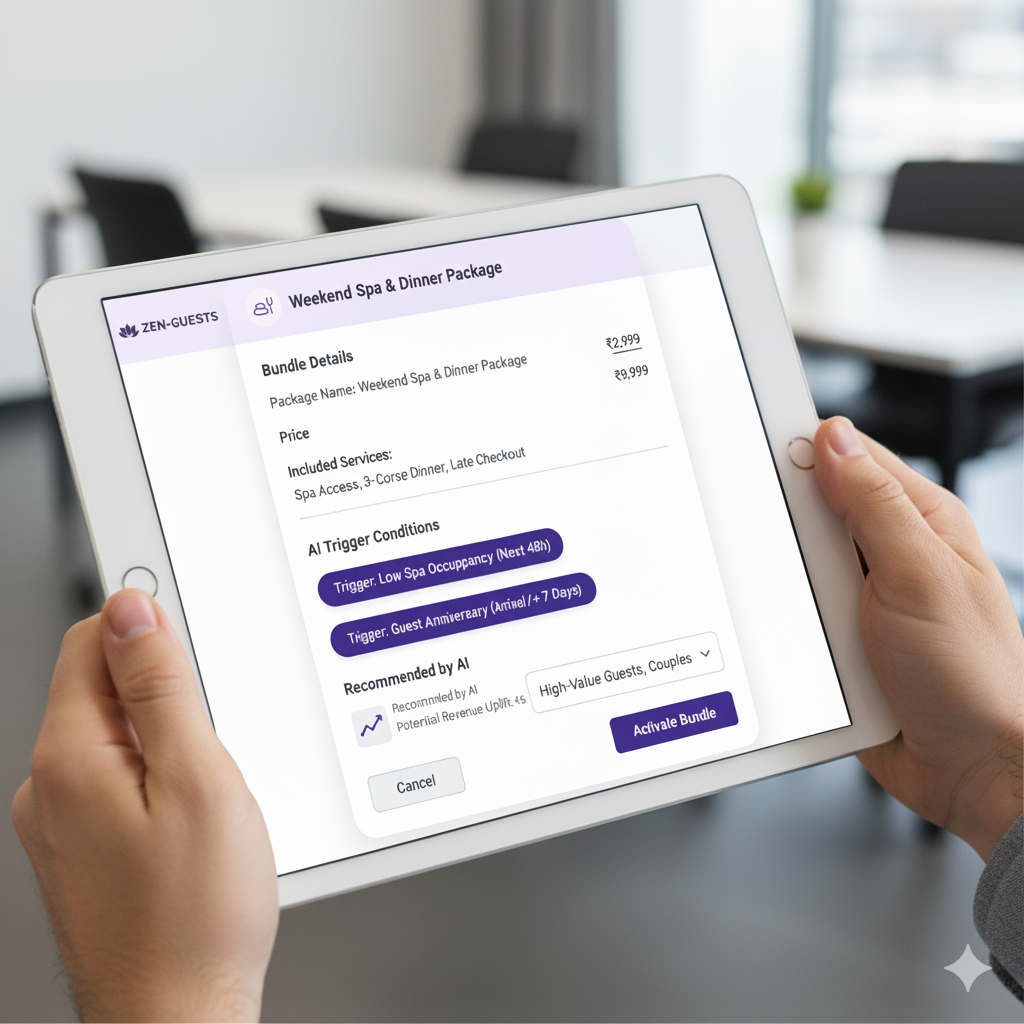 ZEN-GUESTS
Weekend Spa & Dinner Package
Bundle Details
Package Name: Weekend Spa & Dinner Package
₹2,999
₹9,999
Price
Included Services:
Spa Access, 3-Corse Dinner, Late Checkout
AI Trigger Conditions
Trigger. Low Spa Occuppancy (Next 48h)
Trigger. Guest Anniversary (Arrival / + 7 Days)
Recommended by AI
Recommended by AI
Potential Revenue Uplift. 45
High-Value Guests, Couples
Activate Bundle
Cancel